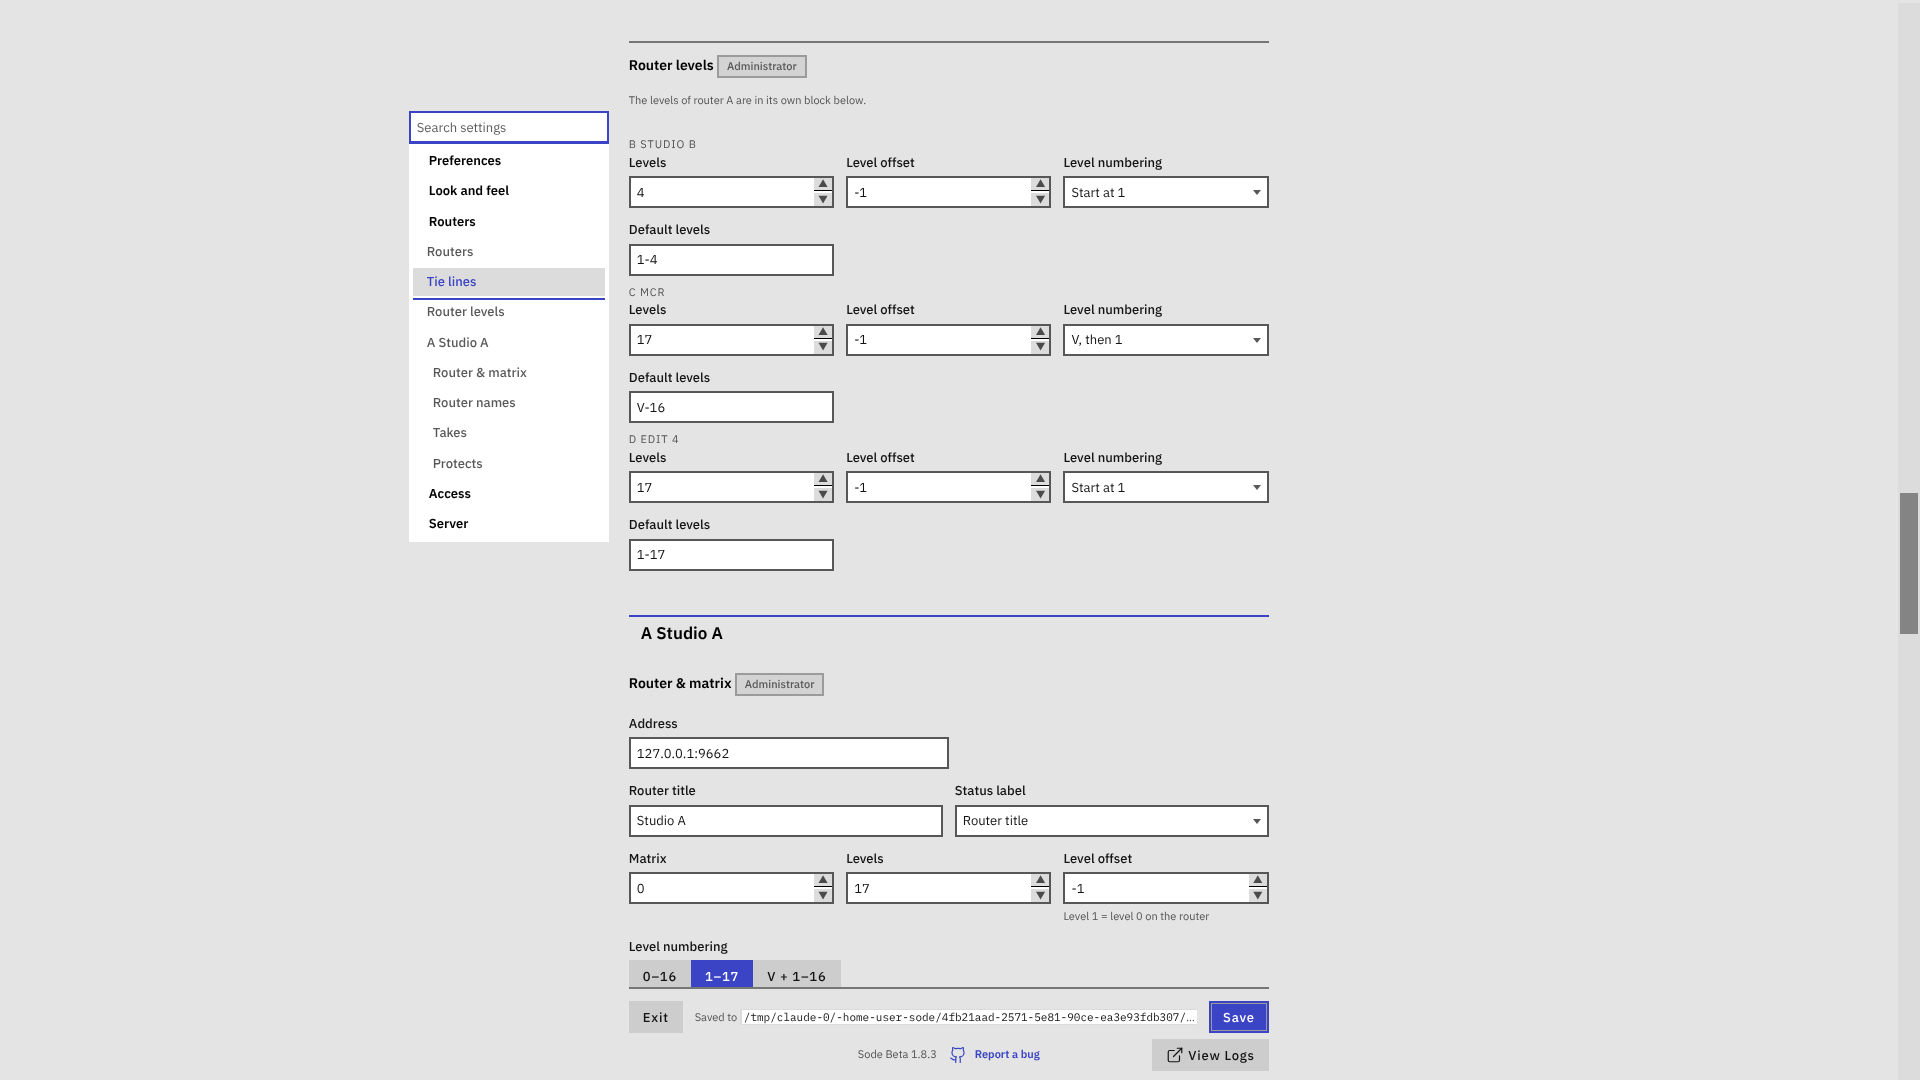 Router levels Administrator
The levels of router A are in its own block below.
Search settings
Preferences
Look and feel
Routers
Routers
Tie lines
Router levels
A Studio A
Router & matrix
Router names
Takes
Protects
Access
Server
B STUDIO B
Levels Level offset Level numbering
4 -1 Start at 1
Default levels
1-4
C MCR
Levels Level offset Level numbering
17 -1 V, then 1
Default levels
V-16
D EDIT 4
Levels Level offset Level numbering
17 -1 Start at 1
Default levels
1-17
A Studio A
Router & matrix Administrator
Address
127.0.0.1:9662
Router title Status label
Studio A Router title
Matrix Levels Level offset
0 17 -1
Level 1 = level 0 on the router
Level numbering
0–16 1–17 V + 1–16
Exit Saved to /tmp/claude-0/-home-user-sode/4fb21aad-2571-5e81-90ce-ea3e93fdb307/… Save
Sode Beta 1.8.3 Report a bug View Logs